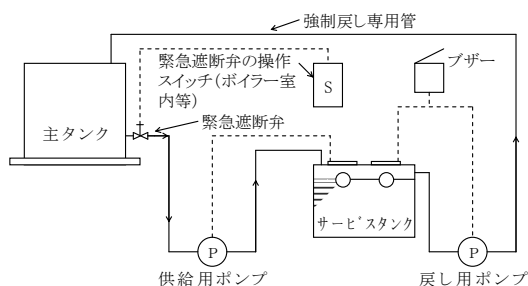 強制戻し専用管
緊急遮断弁の操作
スイッチ(ボイラー室
内等)
S
ブザー
主タンク
緊急遮断弁
サービスタンク
P
P
供給用ポンプ
戻し用ポンプ